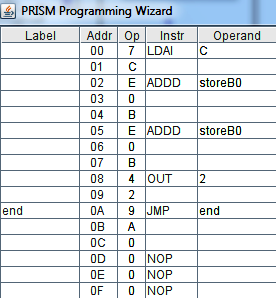 PRISM Programming Wizard
Label Addr Op Instr Operand
00 7 LDAI C
01 C
02 E ADDD storeB0
03 0
04 B
05 E ADDD storeB0
06 0
07 B
08 4 OUT 2
09 2
end 0A 9 JMP end
0B A
0C 0
0D 0 NOP
0E 0 NOP
0F 0 NOP